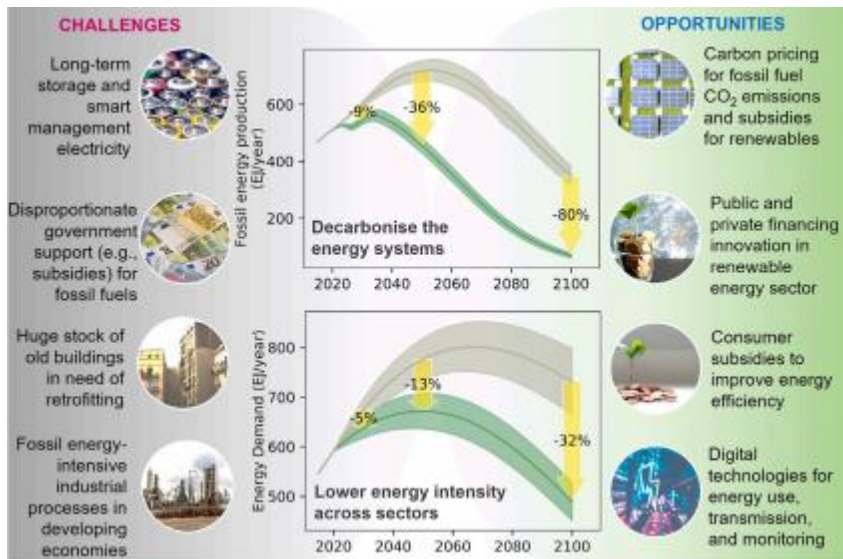 CHALLENGES
Long-term
storage and
smart
management
electricity
Disproportionate
government
support (e.g.,
subsidies) for
fossil fuels
Huge stock of
old buildings
in need of
retrofitting
Fossil energy-
intensive
industrial
processes in
developing
economies
Fossil energy production
(EJ/year)
600
400
200
-9%
-36%
-80%
Decarbonise the
energy systems
2020 2040 2060 2080 2100
Energy Demand (EJ/year)
800
700
600
500
-5%
-13%
-32%
Lower energy intensity
across sectors
2020 2040 2060 2080 2100
OPPORTUNITIES
Carbon pricing
for fossil fuel
CO₂ emissions
and subsidies
for renewables
Public and
private financing
innovation in
renewable
energy sector
Consumer
subsidies to
improve energy
efficiency
Digital
technologies for
energy use,
transmission,
and monitoring